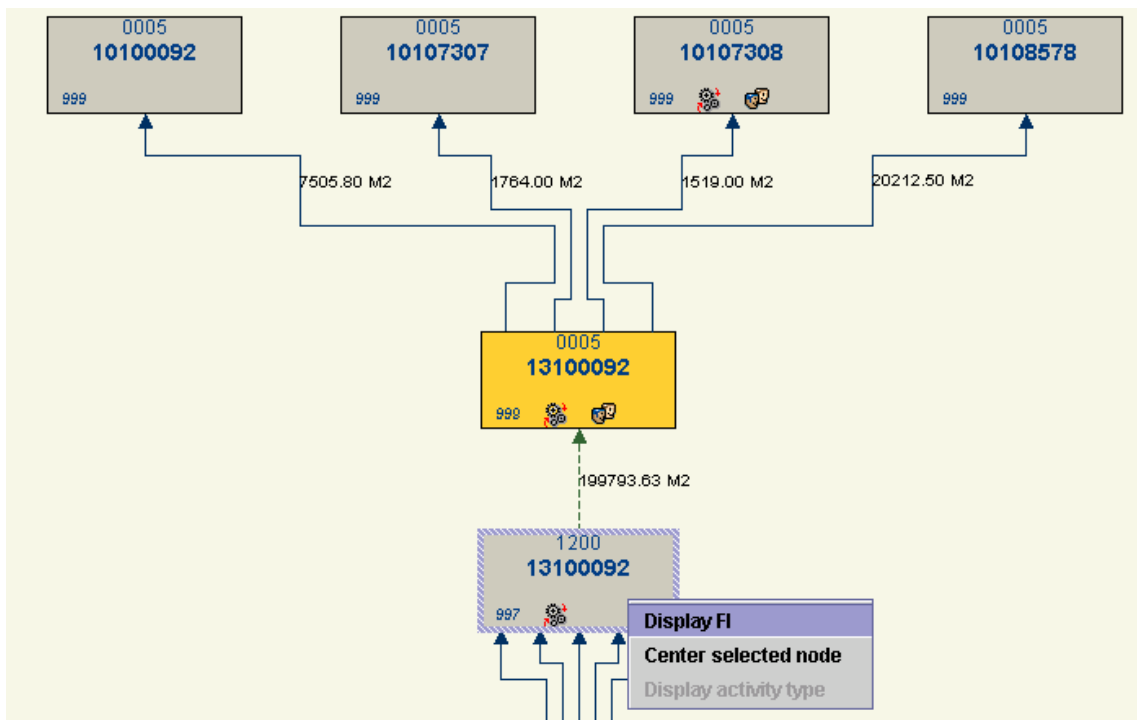 0005
10100092
999
0005
10107307
999
0005
10107308
999
0005
10108578
999
7505.80 M2
1764.00 M2
1519.00 M2
20212.50 M2
0005
13100092
999
199793.63 M2
1200
13100092
997
Display FI
Center selected node
Display activity type